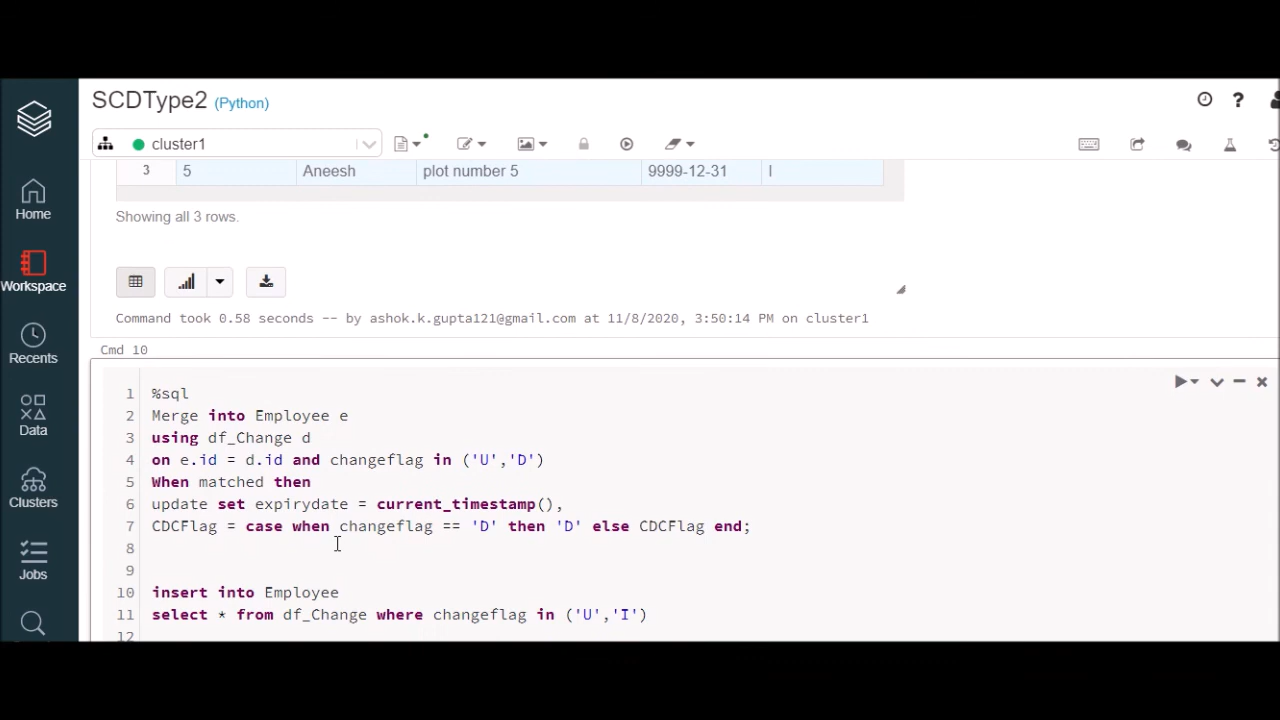 SCDType2 (Python)
cluster1
3 5 Aneesh plot number 5 9999-12-31 I
Showing all 3 rows.
Command took 0.58 seconds -- by ashok.k.gupta121@gmail.com at 11/8/2020, 3:50:14 PM on cluster1
Cmd 10
1 %sql
2 Merge into Employee e
3 using df_Change d
4 on e.id = d.id and changeflag in ('U','D')
5 When matched then
6 update set expirydate = current_timestamp(),
7 CDCFlag = case when changeflag == 'D' then 'D' else CDCFlag end;
8
9
10 insert into Employee
11 select * from df_Change where changeflag in ('U','I')
12
Home
Workspace
Recents
Data
Clusters
Jobs